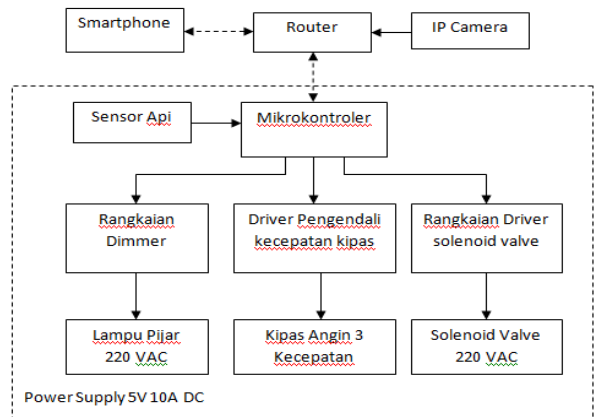 Smartphone
Router
IP Camera
Sensor Api
Mikrokontroler
Rangkaian
Dimmer
Driver Pengendali
kecepatan kipas
Rangkaian Driver
solenoid valve
Lampu Pijar
220 VAC
Kipas Angin 3
Kecepatan
Solenoid Valve
220 VAC
Power Supply 5V 10A DC